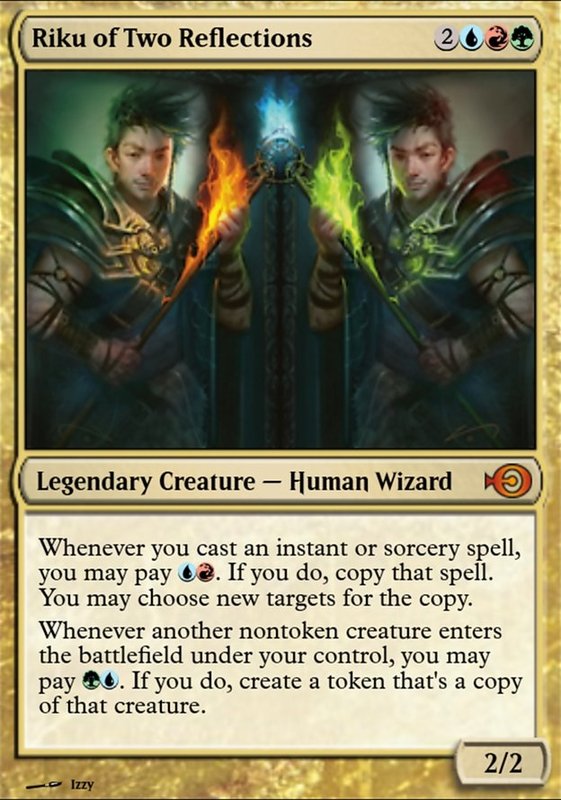 Riku of Two Reflections 2
Legendary Creature — Human Wizard
Whenever you cast an instant or sorcery spell,
you may pay . If you do, copy that spell.
You may choose new targets for the copy.
Whenever another nontoken creature enters
the battlefield under your control, you may
pay . If you do, create a token that's a copy
of that creature.
2/2
Izzy